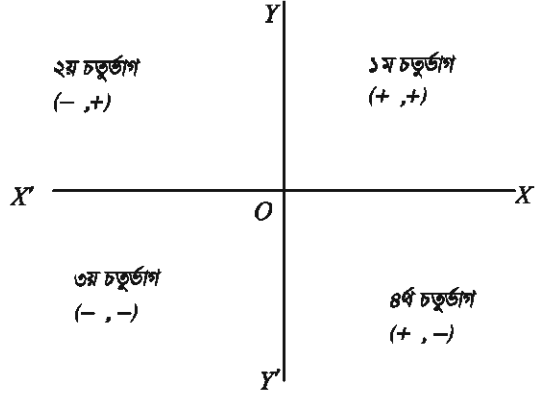 Y
২য় চতুর্ভাগ
(− ,+)
১ম চতুর্ভাগ
(+ ,+)
X′
O
X
৩য় চতুর্ভাগ
(− , −)
৪র্থ চতুর্ভাগ
(+ , −)
Y′